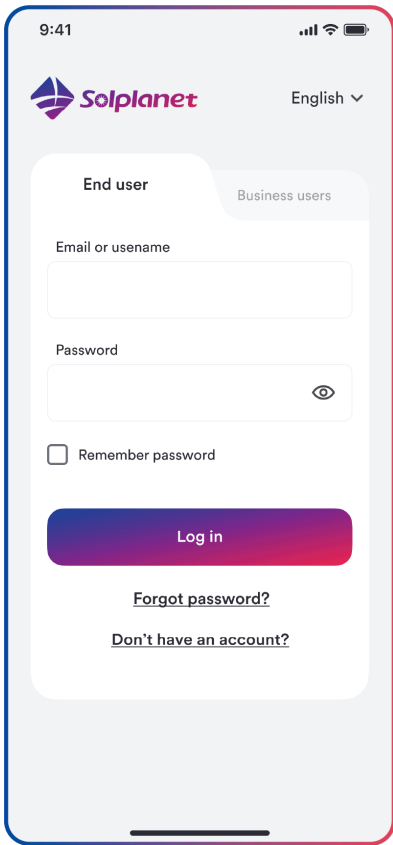 9:41
Solplanet
English
End user
Business users
Email or usename
Password
Remember password
Log in
Forgot password?
Don't have an account?